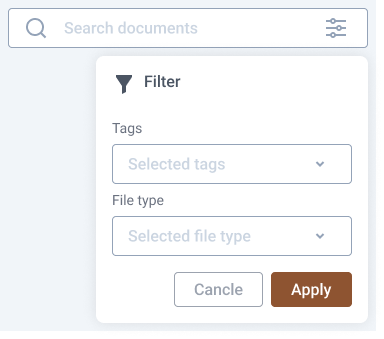 Search documents
Filter
Tags
Selected tags
File type
Selected file type
Cancle
Apply